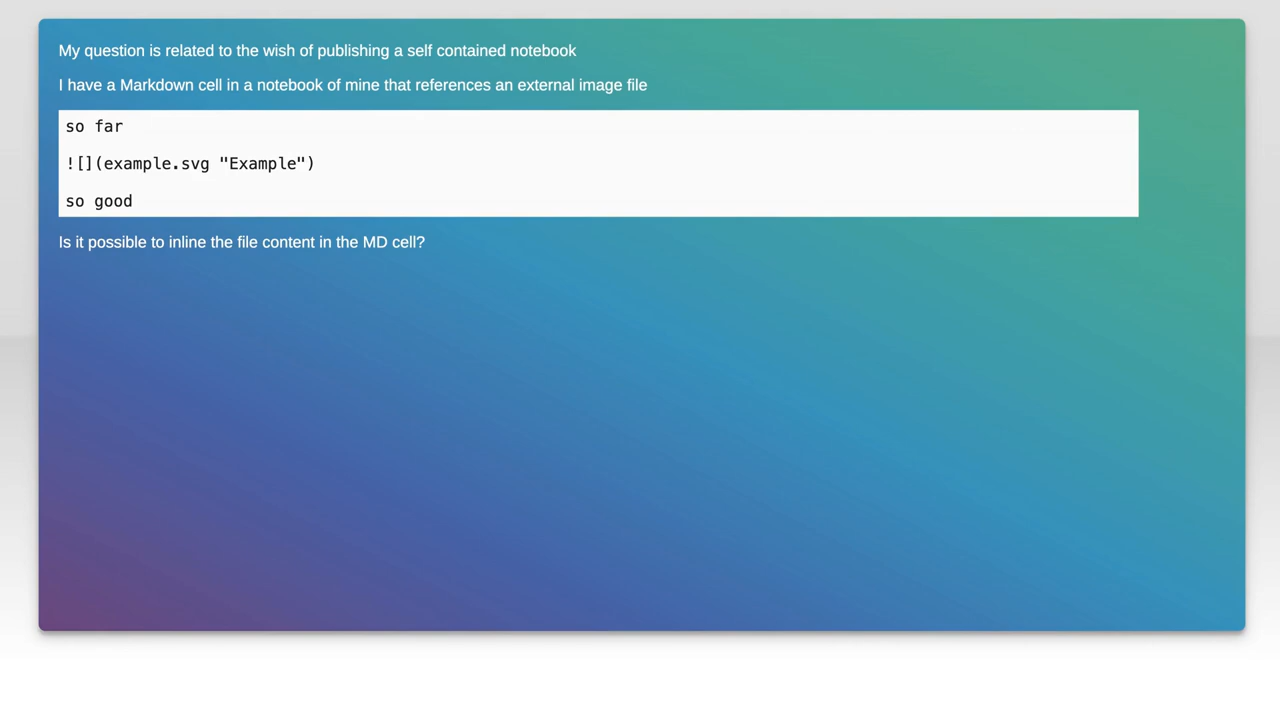 My question is related to the wish of publishing a self contained notebook
I have a Markdown cell in a notebook of mine that references an external image file
so far
![](example.svg "Example")
so good
Is it possible to inline the file content in the MD cell?